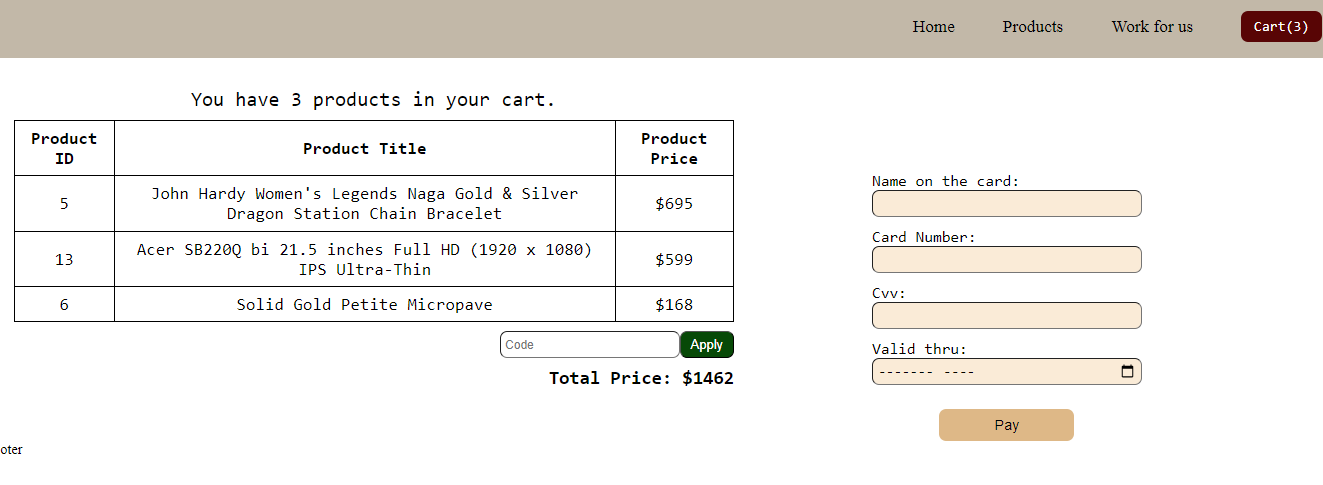 Home Products Work for us Cart(3)
You have 3 products in your cart.
Product ID Product Title Product Price
5 John Hardy Women's Legends Naga Gold & Silver Dragon Station Chain Bracelet $695
13 Acer SB220Q bi 21.5 inches Full HD (1920 x 1080) IPS Ultra-Thin $599
6 Solid Gold Petite Micropave $168
Code Apply
Total Price: $1462
Name on the card:
Card Number:
Cvv:
Valid thru:
------- ----
Pay
oter